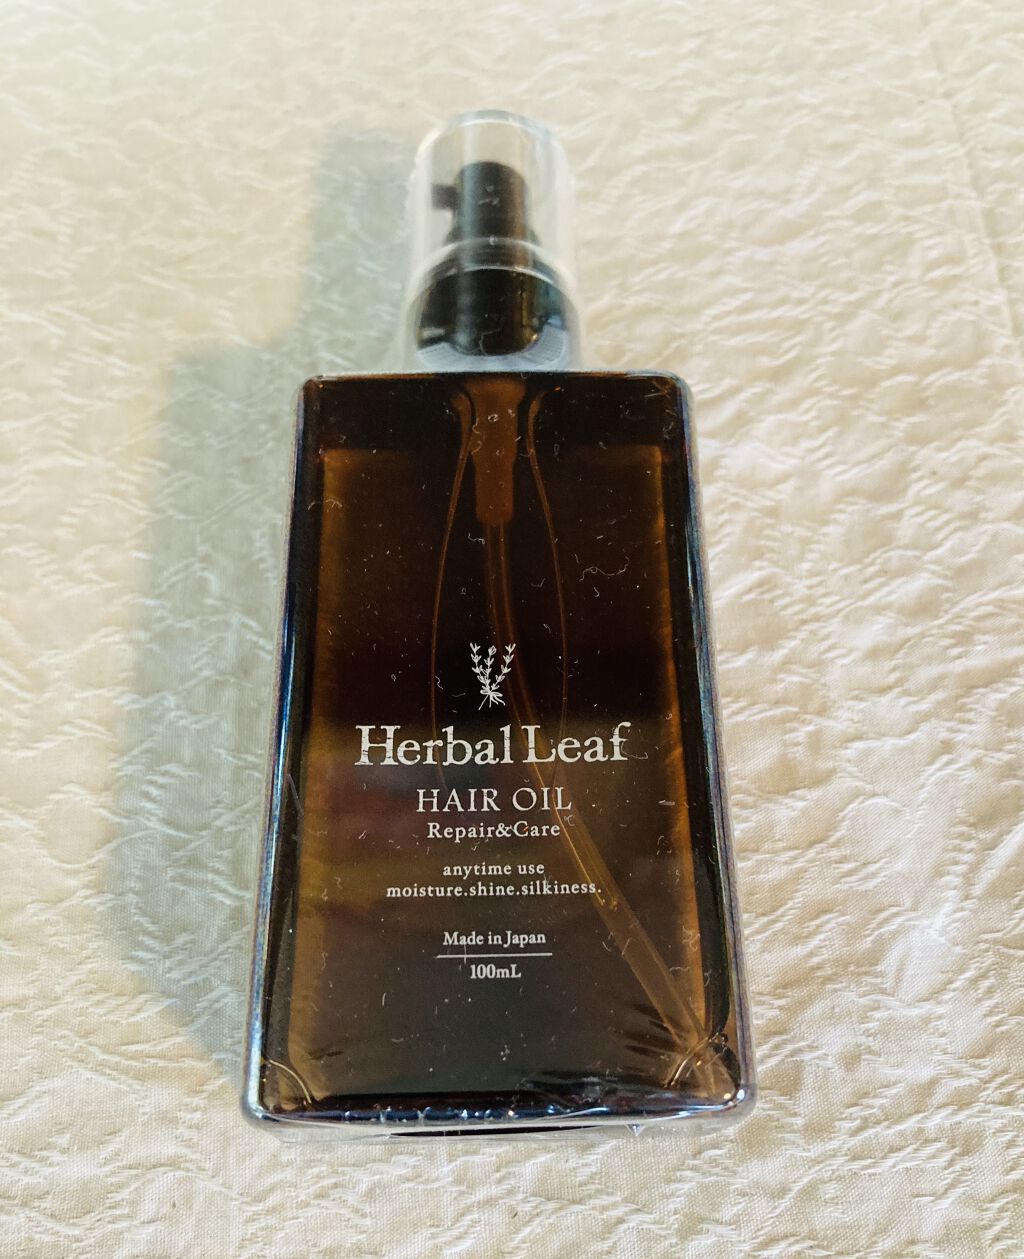 Herbal Leaf
HAIR OIL
Repair&Care
anytime use
moisture.shine.silkiness.
Made in Japan
100mL